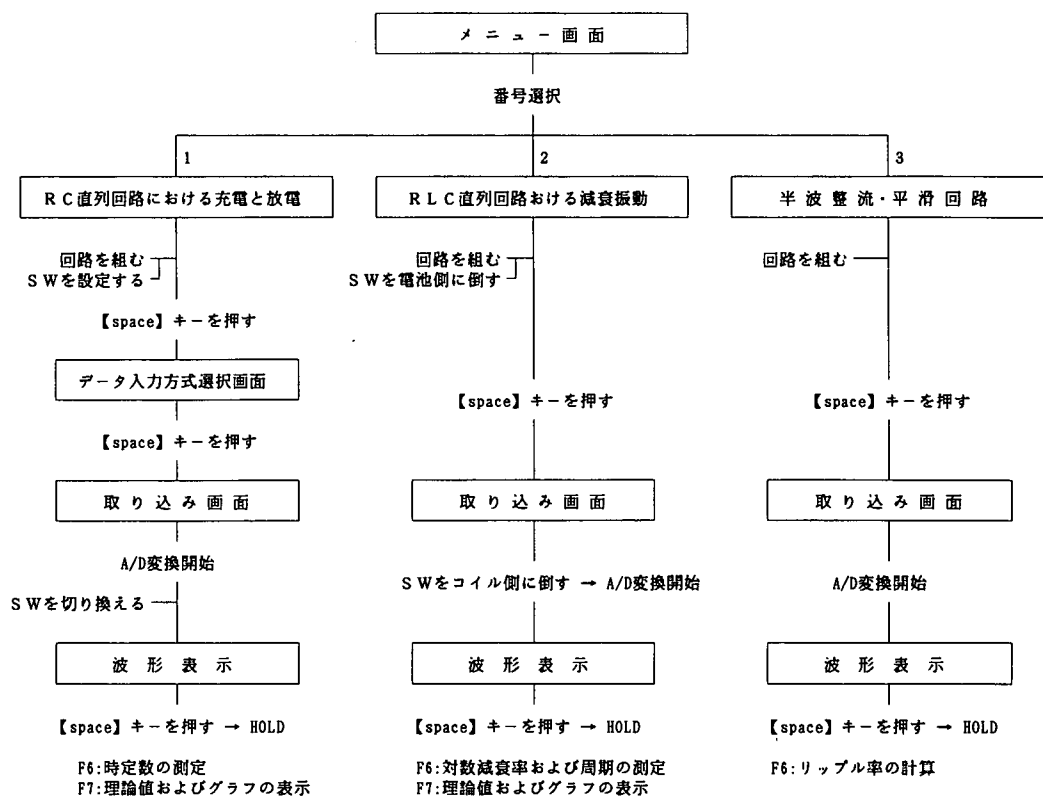 メニュー画面
番号選択
1
RC直列回路における充電と放電
回路を組む
SWを設定する
【space】キーを押す
データ入力方式選択画面
【space】キーを押す
取り込み画面
A/D変換開始
SWを切り換える
波形表示
【space】キーを押す → HOLD
F6:時定数の測定
F7:理論値およびグラフの表示
2
RLC直列回路おける減衰振動
回路を組む
SWを電池側に倒す
【space】キーを押す
取り込み画面
SWをコイル側に倒す → A/D変換開始
波形表示
【space】キーを押す → HOLD
F6:対数減衰率および周期の測定
F7:理論値およびグラフの表示
3
半波整流・平滑回路
回路を組む
【space】キーを押す
取り込み画面
A/D変換開始
波形表示
【space】キーを押す → HOLD
F6:リップル率の計算